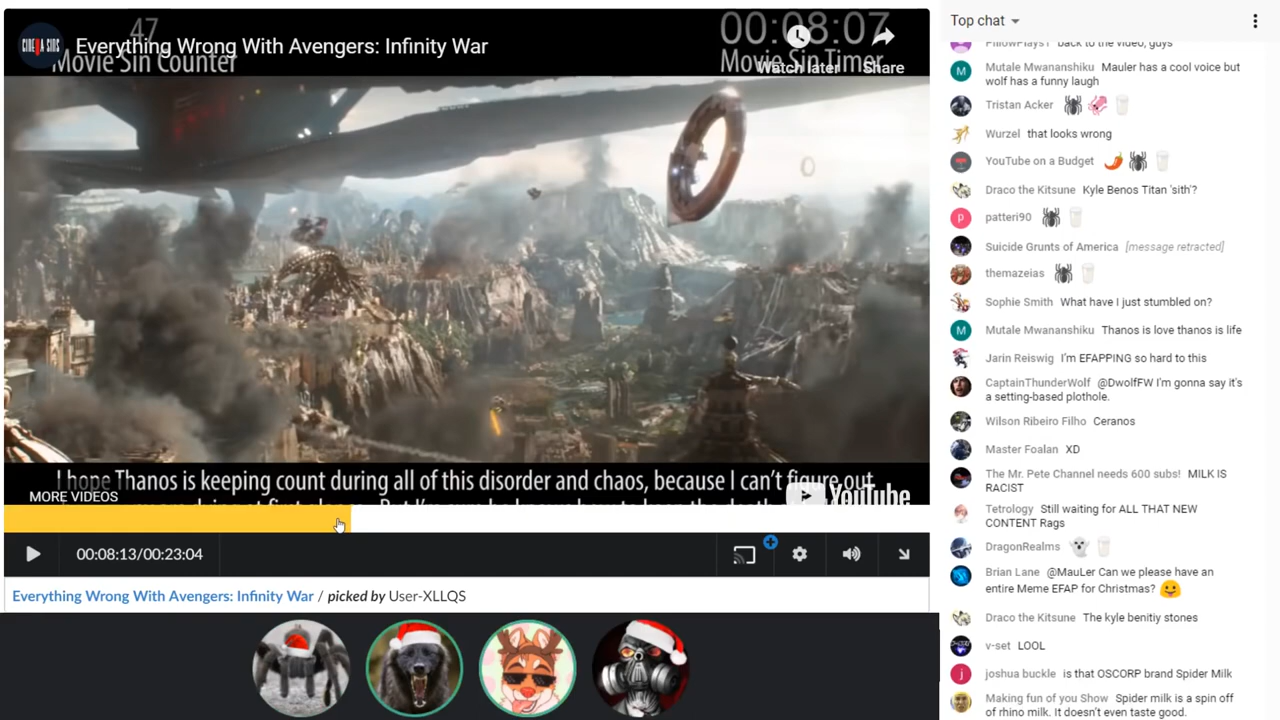 47
Movie Sin Counter
00:08:07
Movie Sin Timer
CINEMA SINS
Everything Wrong With Avengers: Infinity War
Watch later
Share
I hope Thanos is keeping count during all of this disorder and chaos, because I can't figure out
MORE VIDEOS
YouTube
00:08:13/00:23:04
Everything Wrong With Avengers: Infinity War / picked by User-XLLQS
Top chat
PillowPlays1 back to the video, guys
M
Mutale Mwananshiku Mauler has a cool voice but
wolf has a funny laugh
Tristan Acker 🕷🦑🥛
Wurzel that looks wrong
YouTube on a Budget 🌶🕷🥛
Draco the Kitsune Kyle Benos Titan 'sith'?
p
patteri90 🕷🥛
Suicide Grunts of America [message retracted]
themazeias 🕷🥛
Sophie Smith What have I just stumbled on?
M
Mutale Mwananshiku Thanos is love thanos is life
Jarin Reiswig I'm EFAPPING so hard to this
CaptainThunderWolf @DwolfFW I'm gonna say it's
a setting-based plothole.
Wilson Ribeiro Filho Ceranos
Master Foalan XD
The Mr. Pete Channel needs 600 subs! MILK IS
RACIST
Tetrology Still waiting for ALL THAT NEW
CONTENT Rags
DragonRealms 👻🥛
Brian Lane @MauLer Can we please have an
entire Meme EFAP for Christmas? 😛
Draco the Kitsune The kyle benitiy stones
v-set LOOL
j
joshua buckle is that OSCORP brand Spider Milk
Making fun of you Show Spider milk is a spin off
of rhino milk. It doesn't even taste good.